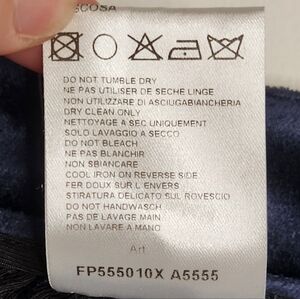 DO NOT TUMBLE DRY
NE PAS UTILISER DE SECHE LINGE
NON UTILIZZARE DI ASCIUGABIANCHERIA
DRY CLEAN ONLY
NETTOYAGE A SEC UNIQUEMENT
SOLO LAVAGGIO A SECCO
DO NOT BLEACH
NE PAS BLANCHIR
NON SBIANCARE
COOL IRON ON REVERSE SIDE
FER DOUX SUR L'ENVERS
STIRATURA DELICATO SUL ROVESCIO
DO NOT HANDWASH
PAS DE LAVAGE MAIN
NON LAVARE A MANO
Art
FP555010X A5555